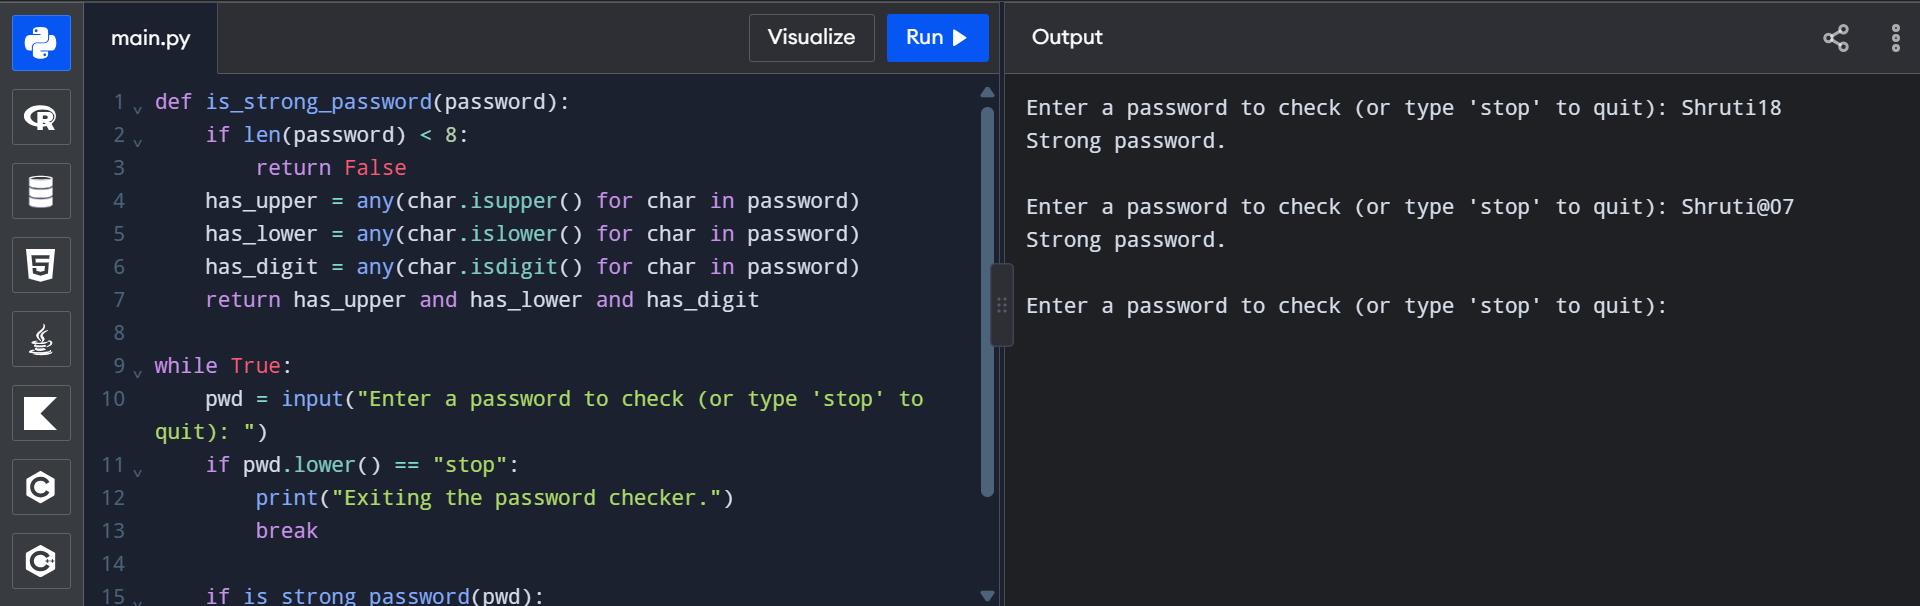 main.py
Visualize
Run
1 def is_strong_password(password):
2     if len(password) < 8:
3         return False
4     has_upper = any(char.isupper() for char in password)
5     has_lower = any(char.islower() for char in password)
6     has_digit = any(char.isdigit() for char in password)
7     return has_upper and has_lower and has_digit
8
9 while True:
10     pwd = input("Enter a password to check (or type 'stop' to
quit): ")
11     if pwd.lower() == "stop":
12         print("Exiting the password checker.")
13         break
14
15     if is_strong_password(pwd):
Output
Enter a password to check (or type 'stop' to quit): Shruti18
Strong password.
Enter a password to check (or type 'stop' to quit): Shruti@07
Strong password.
Enter a password to check (or type 'stop' to quit):